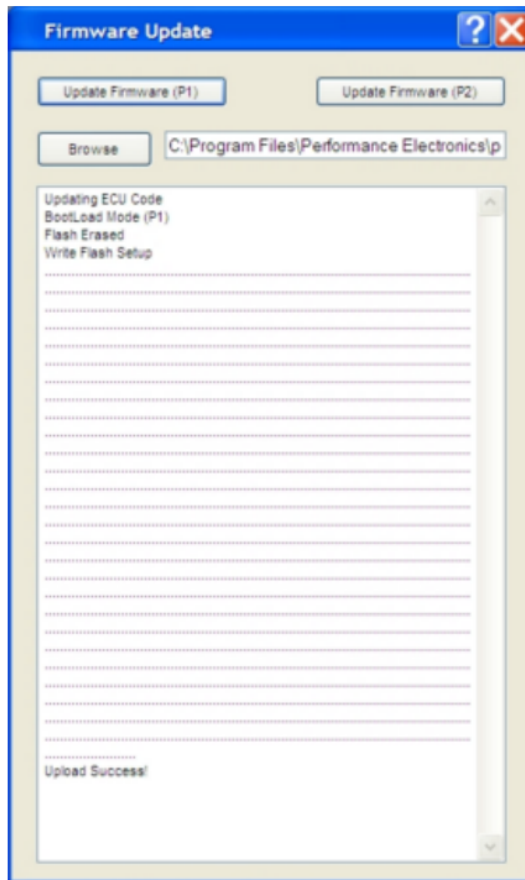 Firmware Update
Update Firmware (P1) Update Firmware (P2)
Browse C:\Program Files\Performance Electronics\p
Updating ECU Code
BootLoad Mode (P1)
Flash Erased
Write Flash Setup
Upload Success!